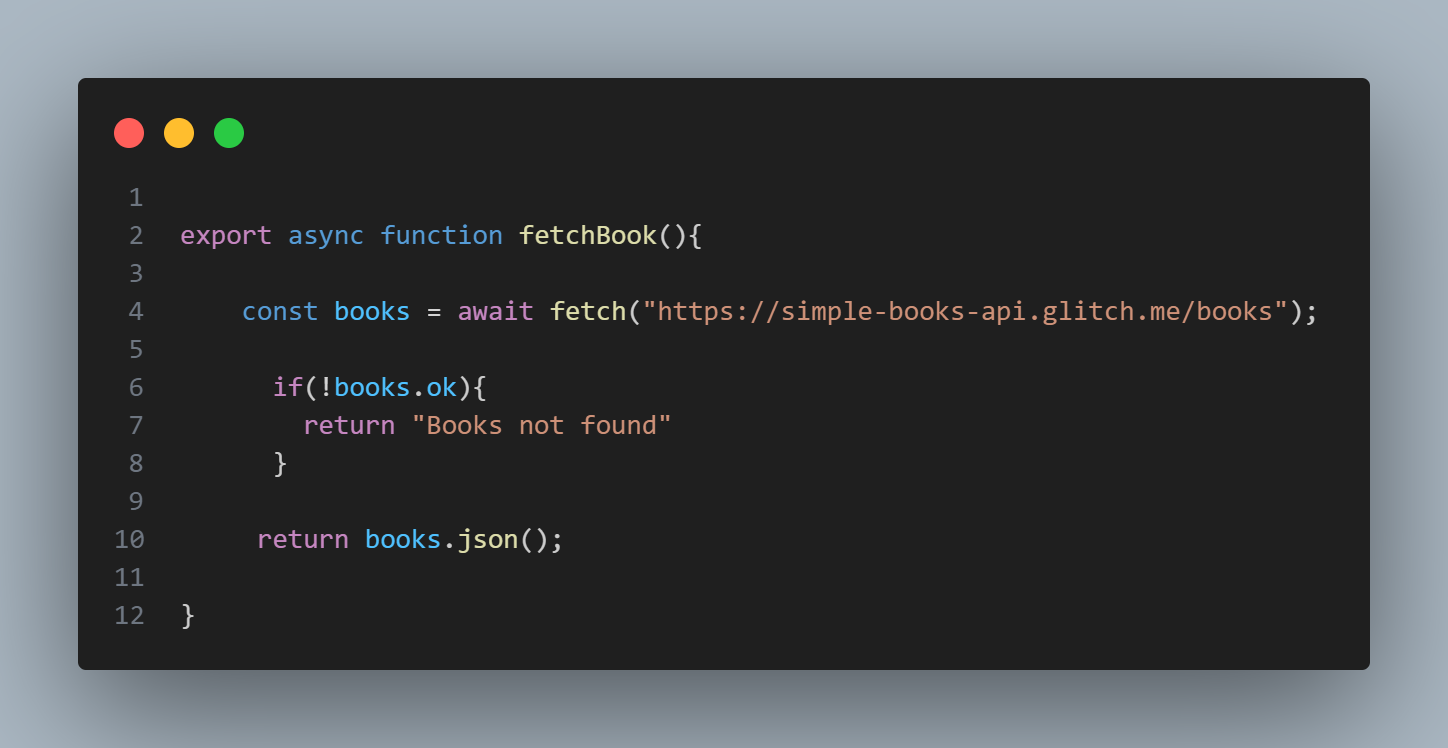 1
2 export async function fetchBook(){
3
4 const books = await fetch("https://simple-books-api.glitch.me/books");
5
6 if(!books.ok){
7 return "Books not found"
8 }
9
10 return books.json();
11
12 }